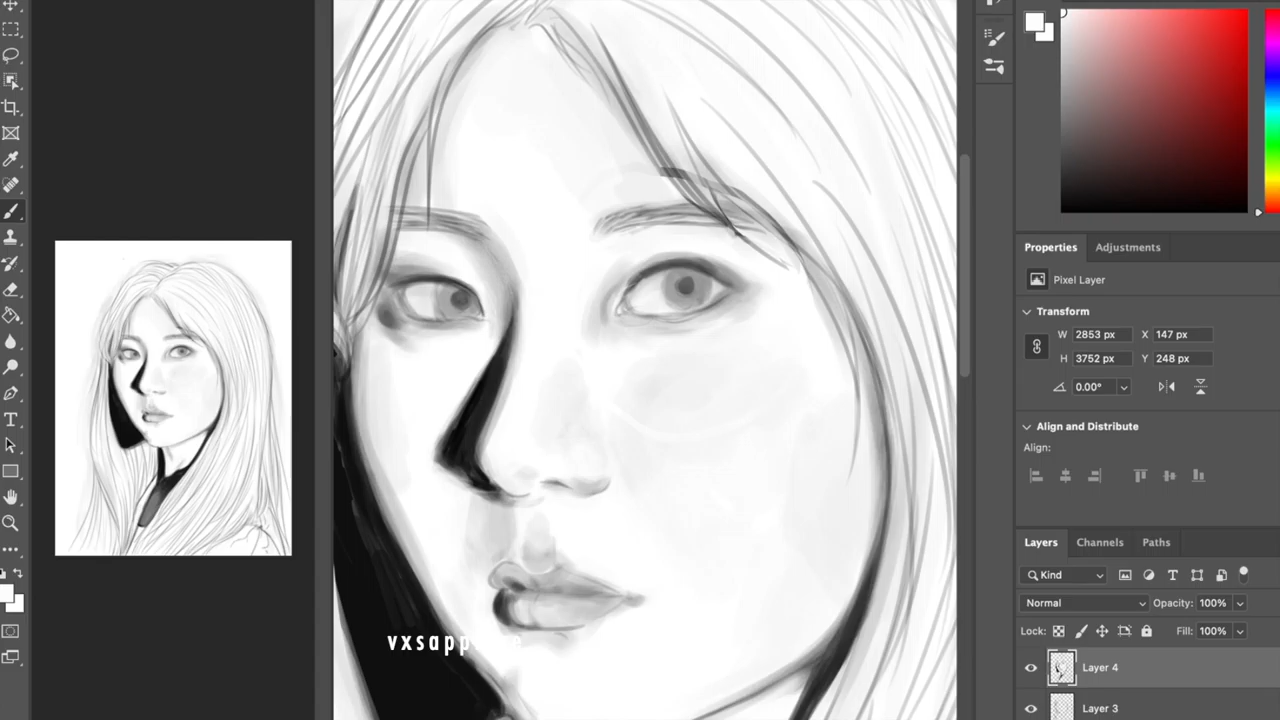 Properties Adjustments
Pixel Layer
Transform
W 2853 px X 147 px
H 3752 px Y 248 px
0.00°
Align and Distribute
Align:
Layers Channels Paths
Kind
Normal Opacity: 100%
Lock: Fill: 100%
Layer 4
Layer 3